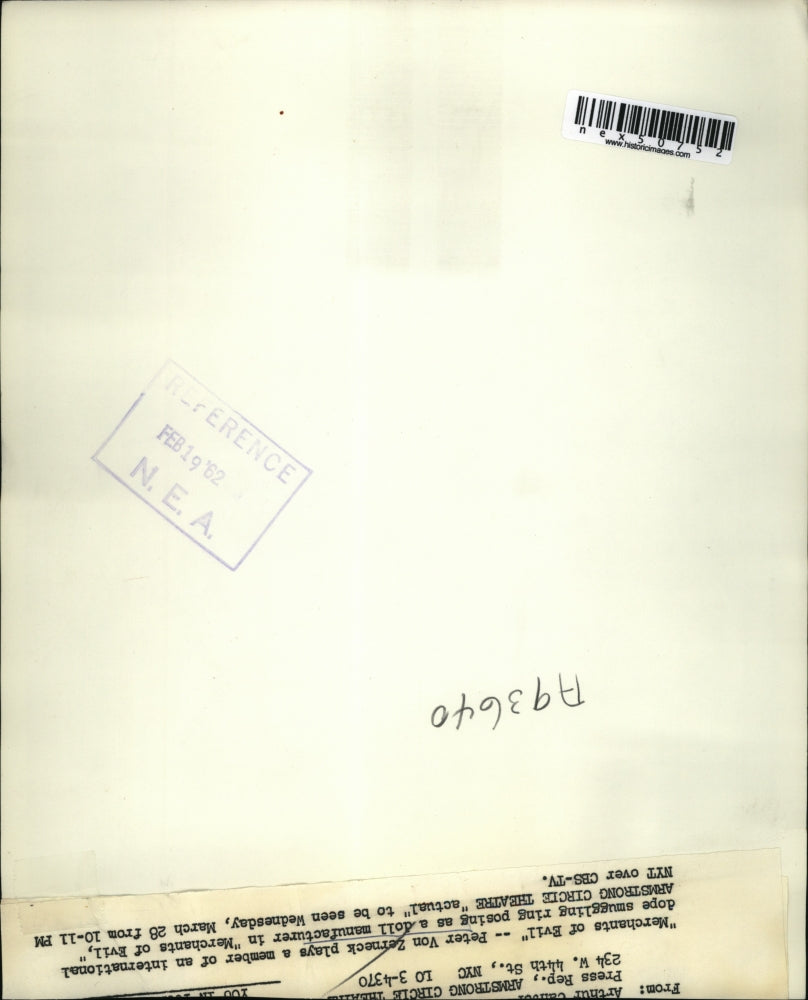 nex50752
www.historicimages.com
REFERENCE
FEB 19 '62
N. E. A.
A93640
From: Arthur
Press Rep., ARMSTRONG CIRCLE THEATRE
234 W. 44th St., NYC LO 3-4370
"Merchants of Evil" -- Peter Von Zerneck plays a member of an international
dope smuggling ring posing as a doll manufacturer in "Merchants of Evil,"
ARMSTRONG CIRCLE THEATRE "actual" to be seen Wednesday, March 28 from 10-11 PM
NYT over CBS-TV.